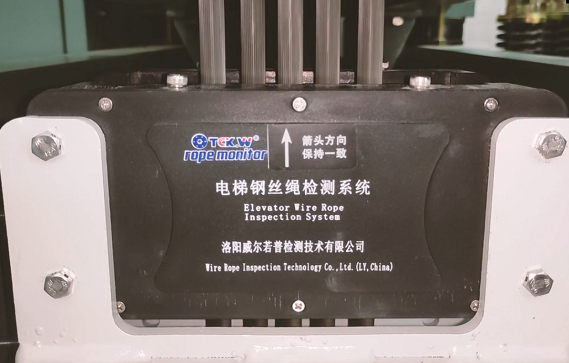 TCK.W®
rope monitor
箭头方向
保持一致
电梯钢丝绳检测系统
Elevator Wire Rope
Inspection System
洛阳威尔若普检测技术有限公司
Wire Rope Inspection Technology Co.,Ltd.(LY,China)